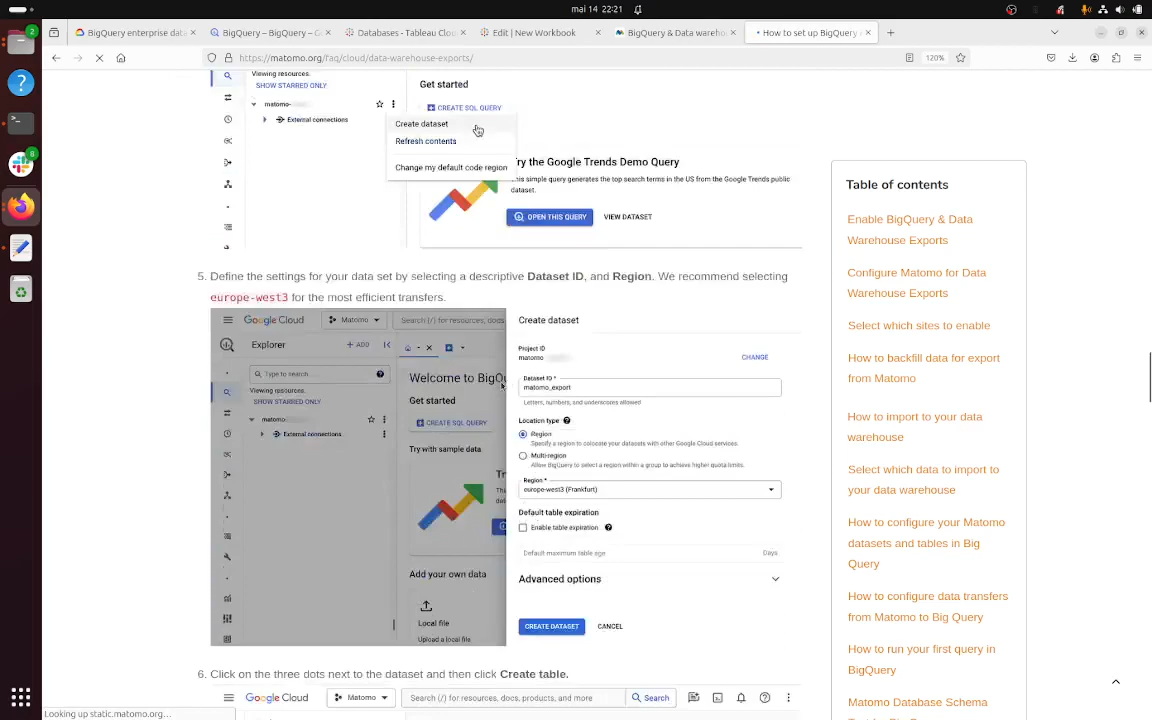 mai 14 22:21
BigQuery enterprise data
BigQuery – BigQuery – G
Databases - Tableau Clo
Edit | New Workbook
BigQuery & Data wareho
How to set up BigQuery
https://matomo.org/faq/cloud/data-warehouse-exports/
120%
Viewing resources.
SHOW STARRED ONLY
matomo-
External connections
Get started
CREATE SQL QUERY
Create dataset
Refresh contents
Change my default code region
Try the Google Trends Demo Query
This simple query generates the top search terms in the US from the Google Trends public
dataset.
OPEN THIS QUERY
VIEW DATASET
5. Define the settings for your data set by selecting a descriptive Dataset ID, and Region. We recommend selecting
europe-west3 for the most efficient transfers.
Google Cloud
Matomo
Search (/) for resources, docs
Explorer
+ ADD
Type to search...
Viewing resources.
SHOW STARRED ONLY
matomo
External connections
Welcome to BigQu
Get started
CREATE SQL QUERY
Try with sample data
Add your own data
Local file
Upload a local file
Create dataset
Project ID
matomo
CHANGE
Dataset ID *
matomo_export
Letters, numbers, and underscores allowed
Location type
Region
Specify a region to colocate your datasets with other Google Cloud services.
Multi-region
Allow BigQuery to select a region within a group to achieve higher quota limits.
Region *
europe-west3 (Frankfurt)
Default table expiration
Enable table expiration
Default maximum table age
Days
Advanced options
CREATE DATASET
CANCEL
6. Click on the three dots next to the dataset and then click Create table.
Google Cloud
Matomo
Search (/) for resources, docs, products, and more
Search
Table of contents
Enable BigQuery & Data
Warehouse Exports
Configure Matomo for Data
Warehouse Exports
Select which sites to enable
How to backfill data for export
from Matomo
How to import to your data
warehouse
Select which data to import to
your data warehouse
How to configure your Matomo
datasets and tables in Big
Query
How to configure data transfers
from Matomo to Big Query
How to run your first query in
BigQuery
Matomo Database Schema
Looking up static.matomo.org…